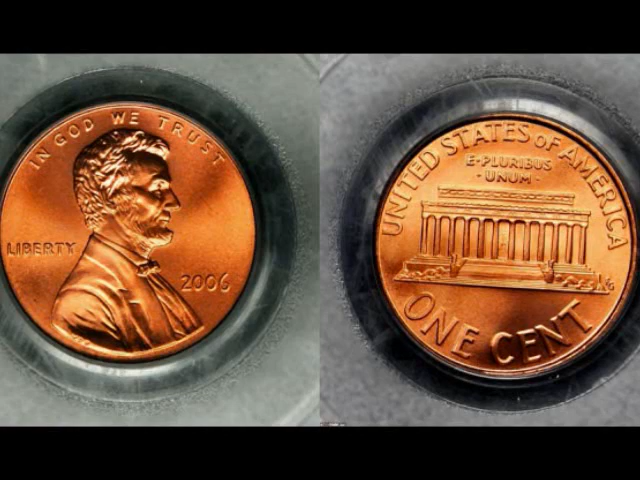 IN GOD WE TRUST
LIBERTY
2006
UNITED STATES OF AMERICA
E·PLURIBUS
·UNUM·
ONE CENT